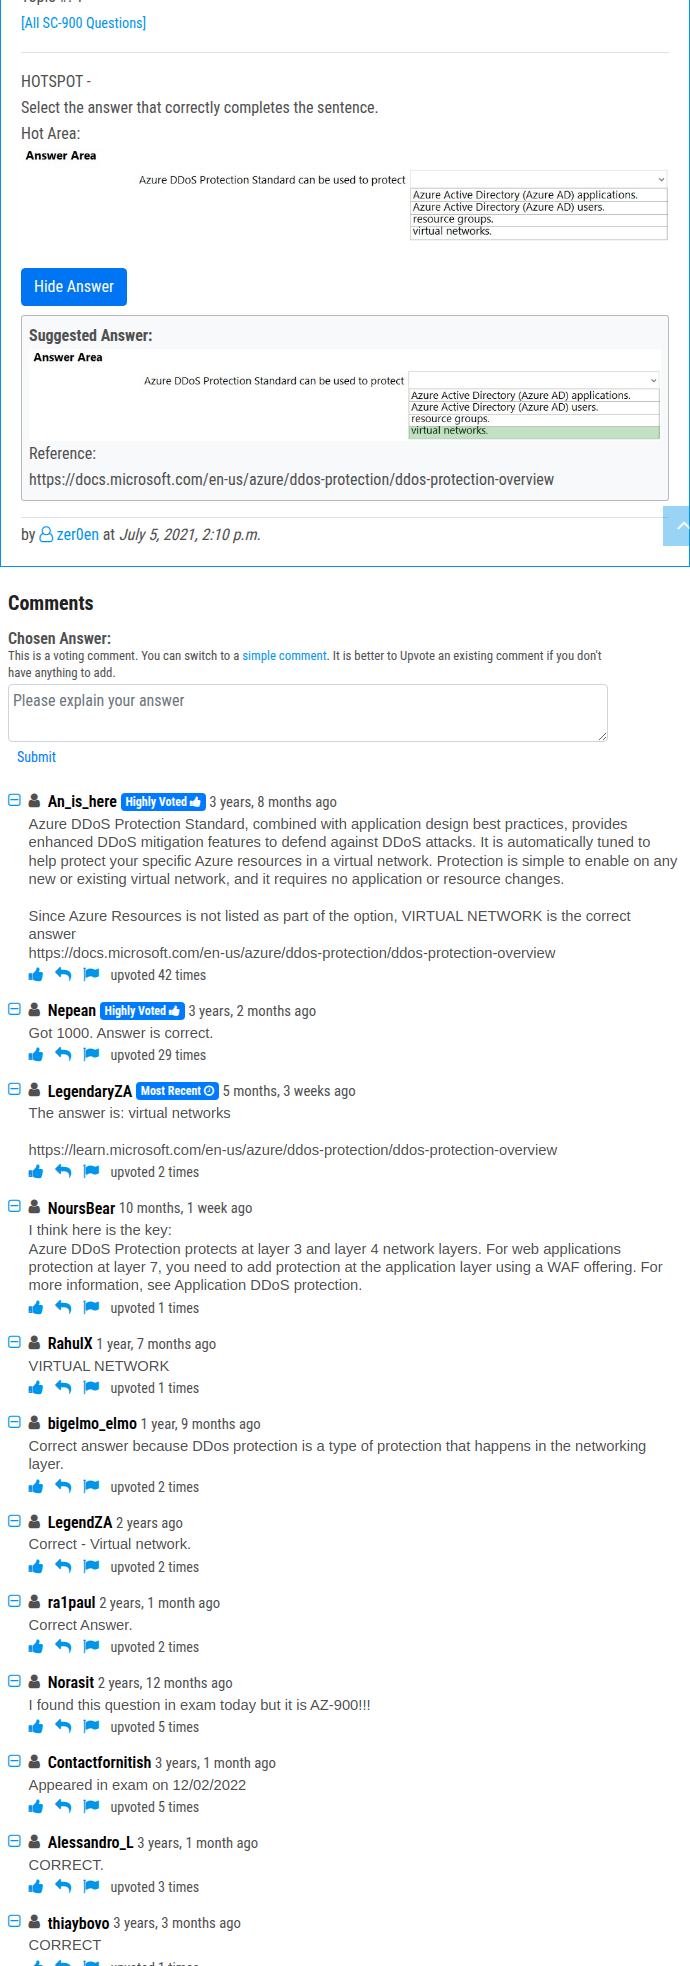 [All SC-900 Questions]
HOTSPOT -
Select the answer that correctly completes the sentence.
Hot Area:
Answer Area
Azure DDoS Protection Standard can be used to protect
Azure Active Directory (Azure AD) applications.
Azure Active Directory (Azure AD) users.
resource groups.
virtual networks.
Hide Answer
Suggested Answer:
Answer Area
Azure DDoS Protection Standard can be used to protect
Azure Active Directory (Azure AD) applications.
Azure Active Directory (Azure AD) users.
resource groups.
virtual networks.
Reference:
https://docs.microsoft.com/en-us/azure/ddos-protection/ddos-protection-overview
by zer0en at July 5, 2021, 2:10 p.m.
Comments
Chosen Answer:
This is a voting comment. You can switch to a simple comment. It is better to Upvote an existing comment if you don't
have anything to add.
Please explain your answer
Submit
An_is_here Highly Voted 3 years, 8 months ago
Azure DDoS Protection Standard, combined with application design best practices, provides
enhanced DDoS mitigation features to defend against DDoS attacks. It is automatically tuned to
help protect your specific Azure resources in a virtual network. Protection is simple to enable on any
new or existing virtual network, and it requires no application or resource changes.
Since Azure Resources is not listed as part of the option, VIRTUAL NETWORK is the correct
answer
https://docs.microsoft.com/en-us/azure/ddos-protection/ddos-protection-overview
upvoted 42 times
Nepean Highly Voted 3 years, 2 months ago
Got 1000. Answer is correct.
upvoted 29 times
LegendaryZA Most Recent 5 months, 3 weeks ago
The answer is: virtual networks
https://learn.microsoft.com/en-us/azure/ddos-protection/ddos-protection-overview
upvoted 2 times
NoursBear 10 months, 1 week ago
I think here is the key:
Azure DDoS Protection protects at layer 3 and layer 4 network layers. For web applications
protection at layer 7, you need to add protection at the application layer using a WAF offering. For
more information, see Application DDoS protection.
upvoted 1 times
RahulX 1 year, 7 months ago
VIRTUAL NETWORK
upvoted 1 times
bigelmo_elmo 1 year, 9 months ago
Correct answer because DDos protection is a type of protection that happens in the networking
layer.
upvoted 2 times
LegendZA 2 years ago
Correct - Virtual network.
upvoted 2 times
ra1paul 2 years, 1 month ago
Correct Answer.
upvoted 2 times
Norasit 2 years, 12 months ago
I found this question in exam today but it is AZ-900!!!
upvoted 5 times
Contactfornitish 3 years, 1 month ago
Appeared in exam on 12/02/2022
upvoted 5 times
Alessandro_L 3 years, 1 month ago
CORRECT.
upvoted 3 times
thiaybovo 3 years, 3 months ago
CORRECT